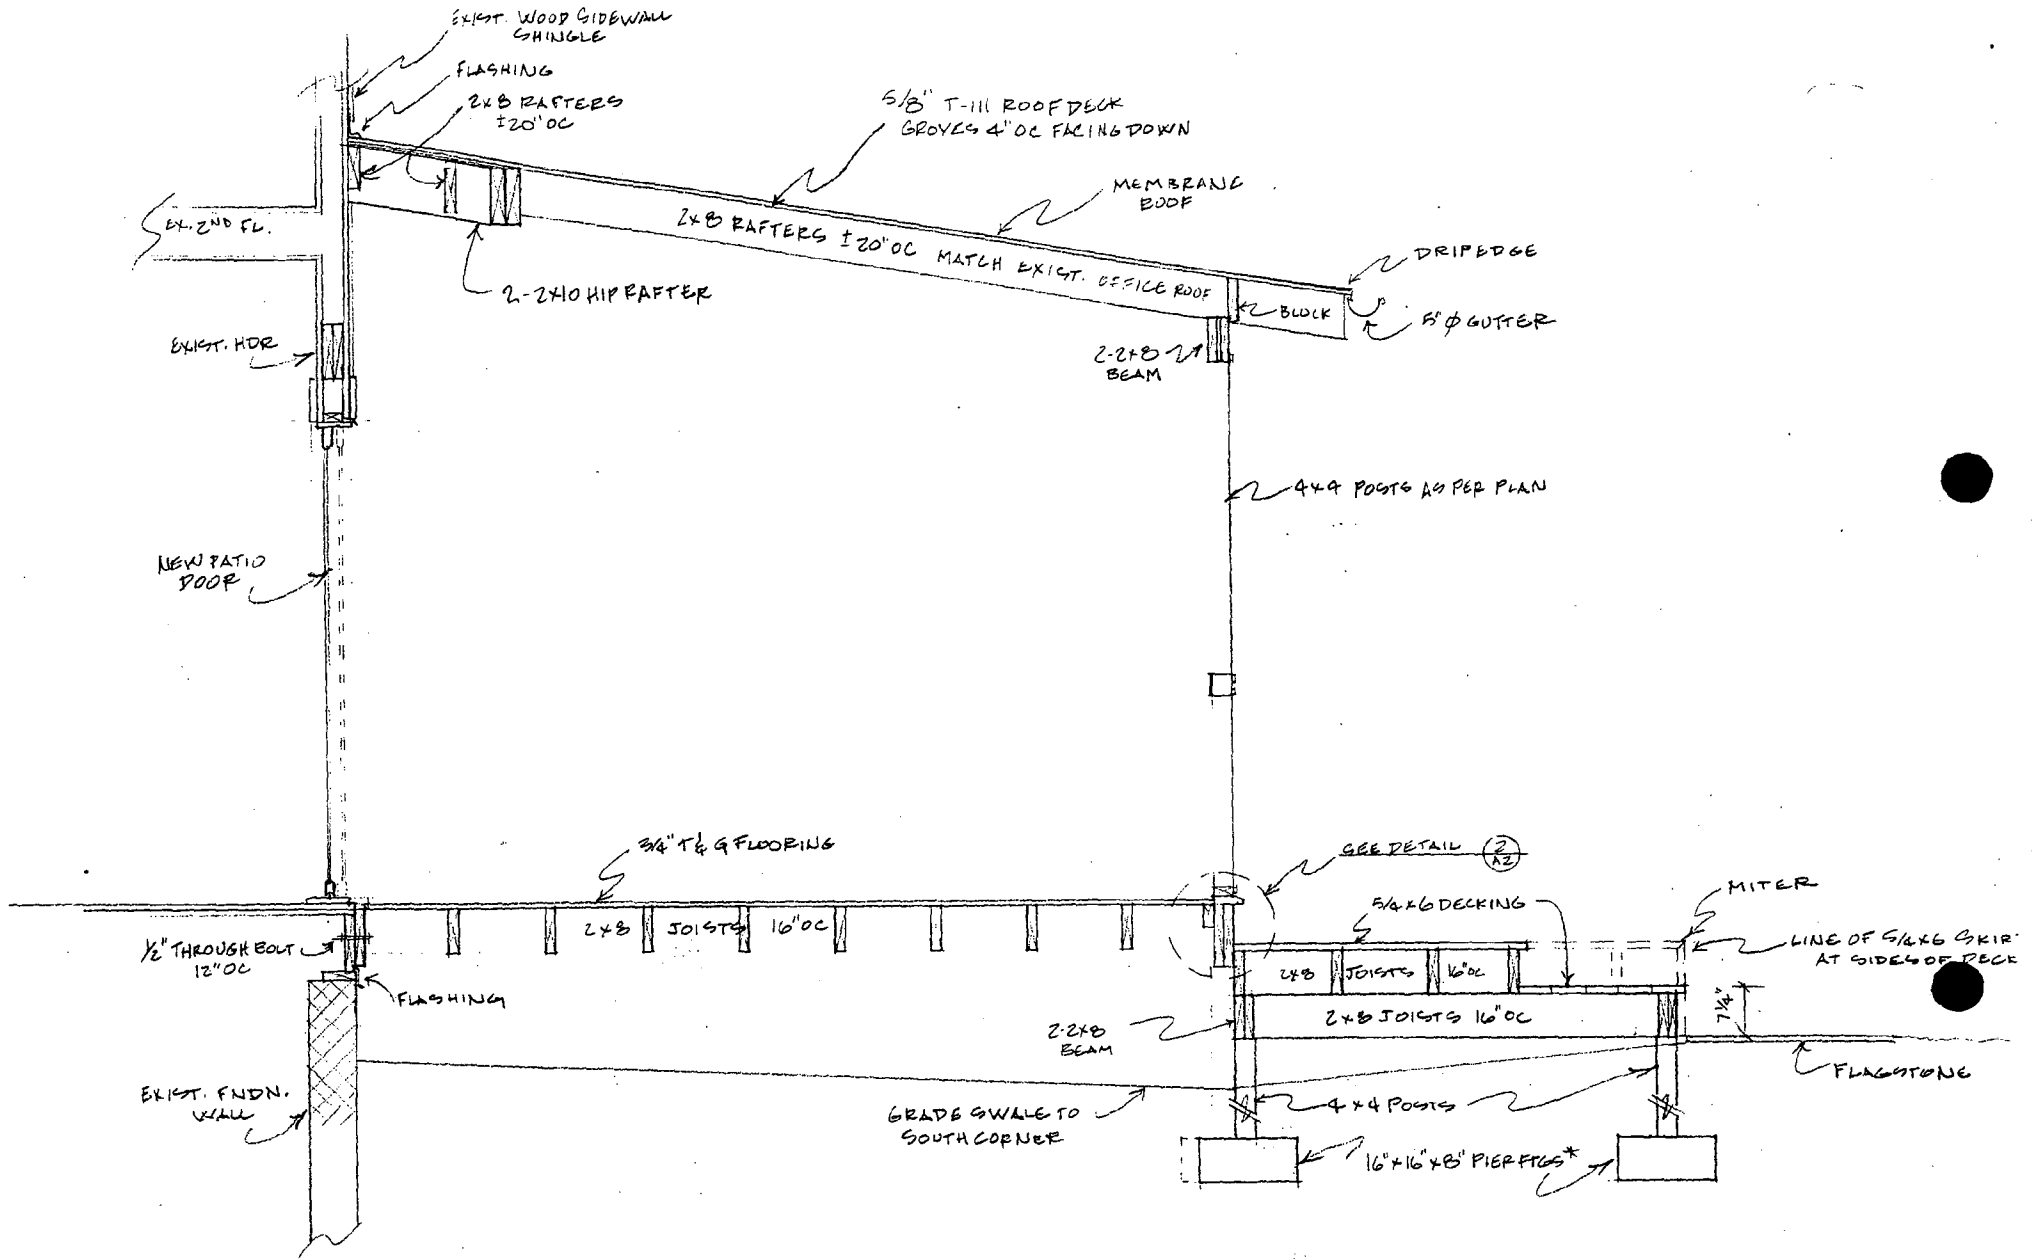 EXIST. WOOD SIDEWALL
SHINGLE
FLASHING
2x8 RAFTERS
±20" OC
5/8" T-111 ROOF DECK
GROVES 4" OC FACING DOWN
MEMBRANE
ROOF
EX. 2ND FL.
2x8 RAFTERS ±20" OC MATCH EXIST. OFFICE ROOF
DRIPEDGE
2-2x10 HIP RAFTER
BLOCK
5" Ø GUTTER
EXIST. HDR
2-2x8
BEAM
4x4 POSTS AS PER PLAN
NEW PATIO
DOOR
3/4" T&G FLOORING
SEE DETAIL 2
A2
MITER
5/4x6 DECKING
2x8 JOISTS 16" OC
1/2" THROUGH BOLT
12" OC
LINE OF 5/4x6 SKIR
AT SIDES OF DECK
2x8 JOISTS 16" OC
FLASHING
7 1/4"
2x8 JOISTS 16" OC
2-2x8
BEAM
FLAGSTONE
EXIST. FNDN.
WALL
GRADE SWALE TO
SOUTH CORNER
4x4 POSTS
16"x16"x8" PIER FTGS*